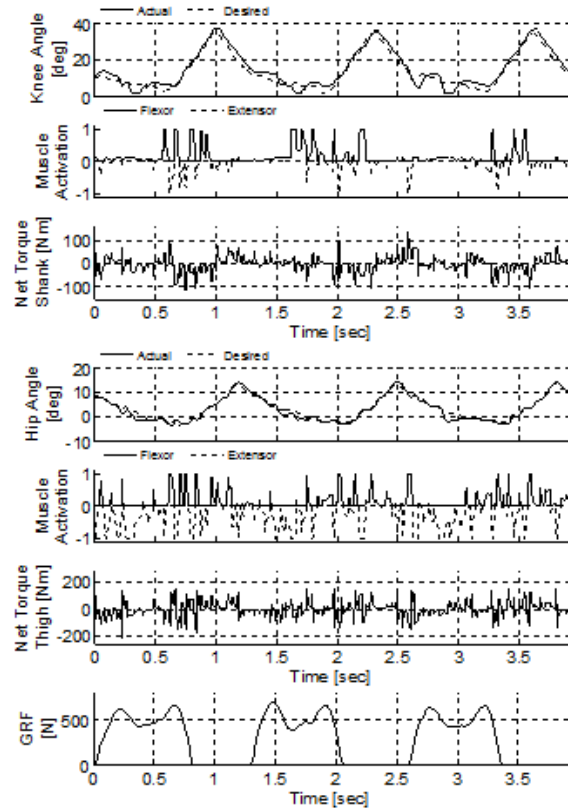 Actual Desired
Knee Angle
[deg]
40
20
0
Flexor Extensor
Muscle
Activation
1
0
-1
Net Torque
Shank [Nm]
100
0
-100
0 0.5 1 1.5 2 2.5 3 3.5
Time [sec]
Actual Desired
Hip Angle
[deg]
20
10
0
-10
Flexor Extensor
Muscle
Activation
1
0
-1
Net Torque
Thigh [Nm]
200
0
-200
0 0.5 1 1.5 2 2.5 3 3.5
Time [sec]
GRF
[N]
500
0
0 0.5 1 1.5 2 2.5 3 3.5
Time [sec]